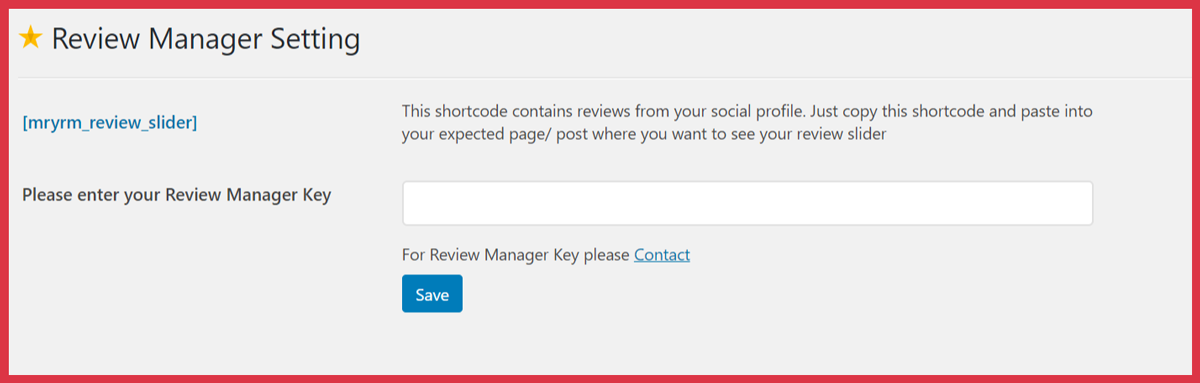 Review Manager Setting
[mryrm_review_slider]
This shortcode contains reviews from your social profile. Just copy this shortcode and paste into
your expected page/ post where you want to see your review slider
Please enter your Review Manager Key
For Review Manager Key please Contact
Save